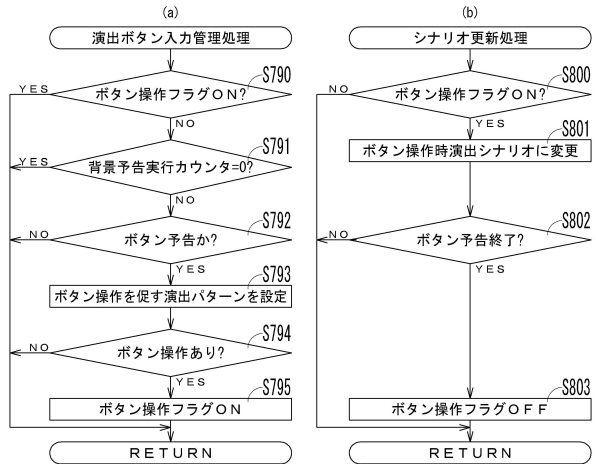 (a)
演出ボタン入力管理処理
S790
ボタン操作フラグON?
YES
NO
S791
背景予告実行カウンタ=0?
YES
NO
S792
ボタン予告か?
NO
YES
S793
ボタン操作を促す演出パターンを設定
S794
ボタン操作あり?
NO
YES
S795
ボタン操作フラグON
RETURN
(b)
シナリオ更新処理
S800
ボタン操作フラグON?
NO
YES
S801
ボタン操作時演出シナリオに変更
S802
ボタン予告終了?
NO
YES
S803
ボタン操作フラグOFF
RETURN